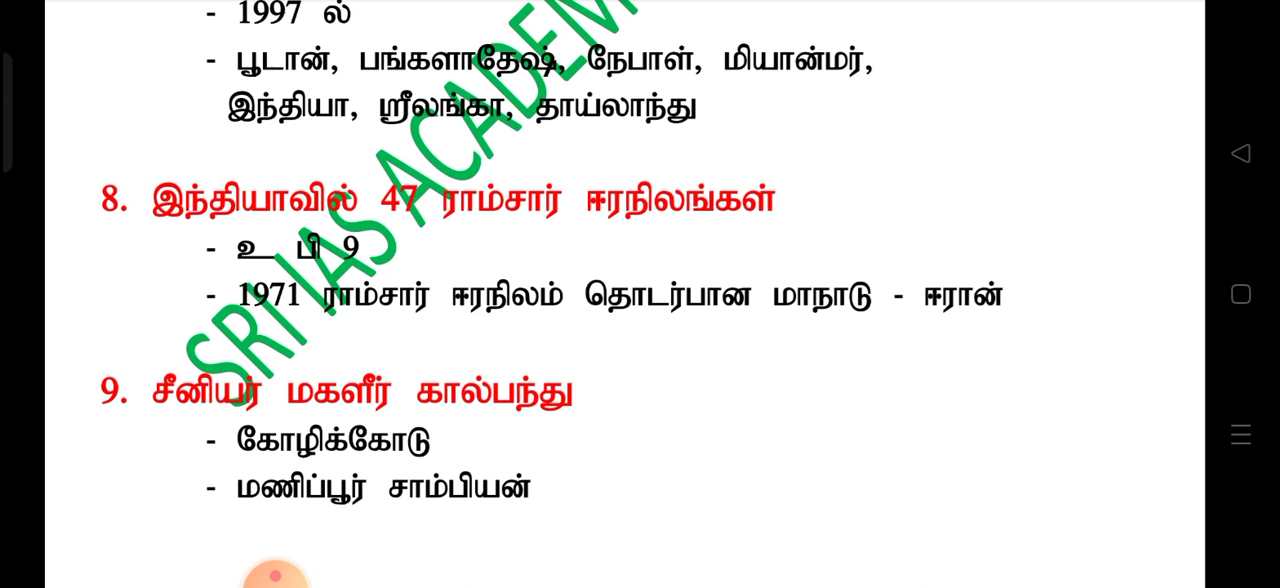 - 1997 ல்
- பூடான், பங்களாதேஷ், நேபாள், மியான்மர்,
இந்தியா, ஸ்ரீலங்கா, தாய்லாந்து
8. இந்தியாவில் 47 ராம்சார் ஈரநிலங்கள்
- உ பி 9
- 1971 ராம்சார் ஈரநிலம் தொடர்பான மாநாடு - ஈரான்
9. சீனியர் மகளிர் கால்பந்து
- கோழிக்கோடு
- மணிப்பூர் சாம்பியன்
SRI IAS ACADEM